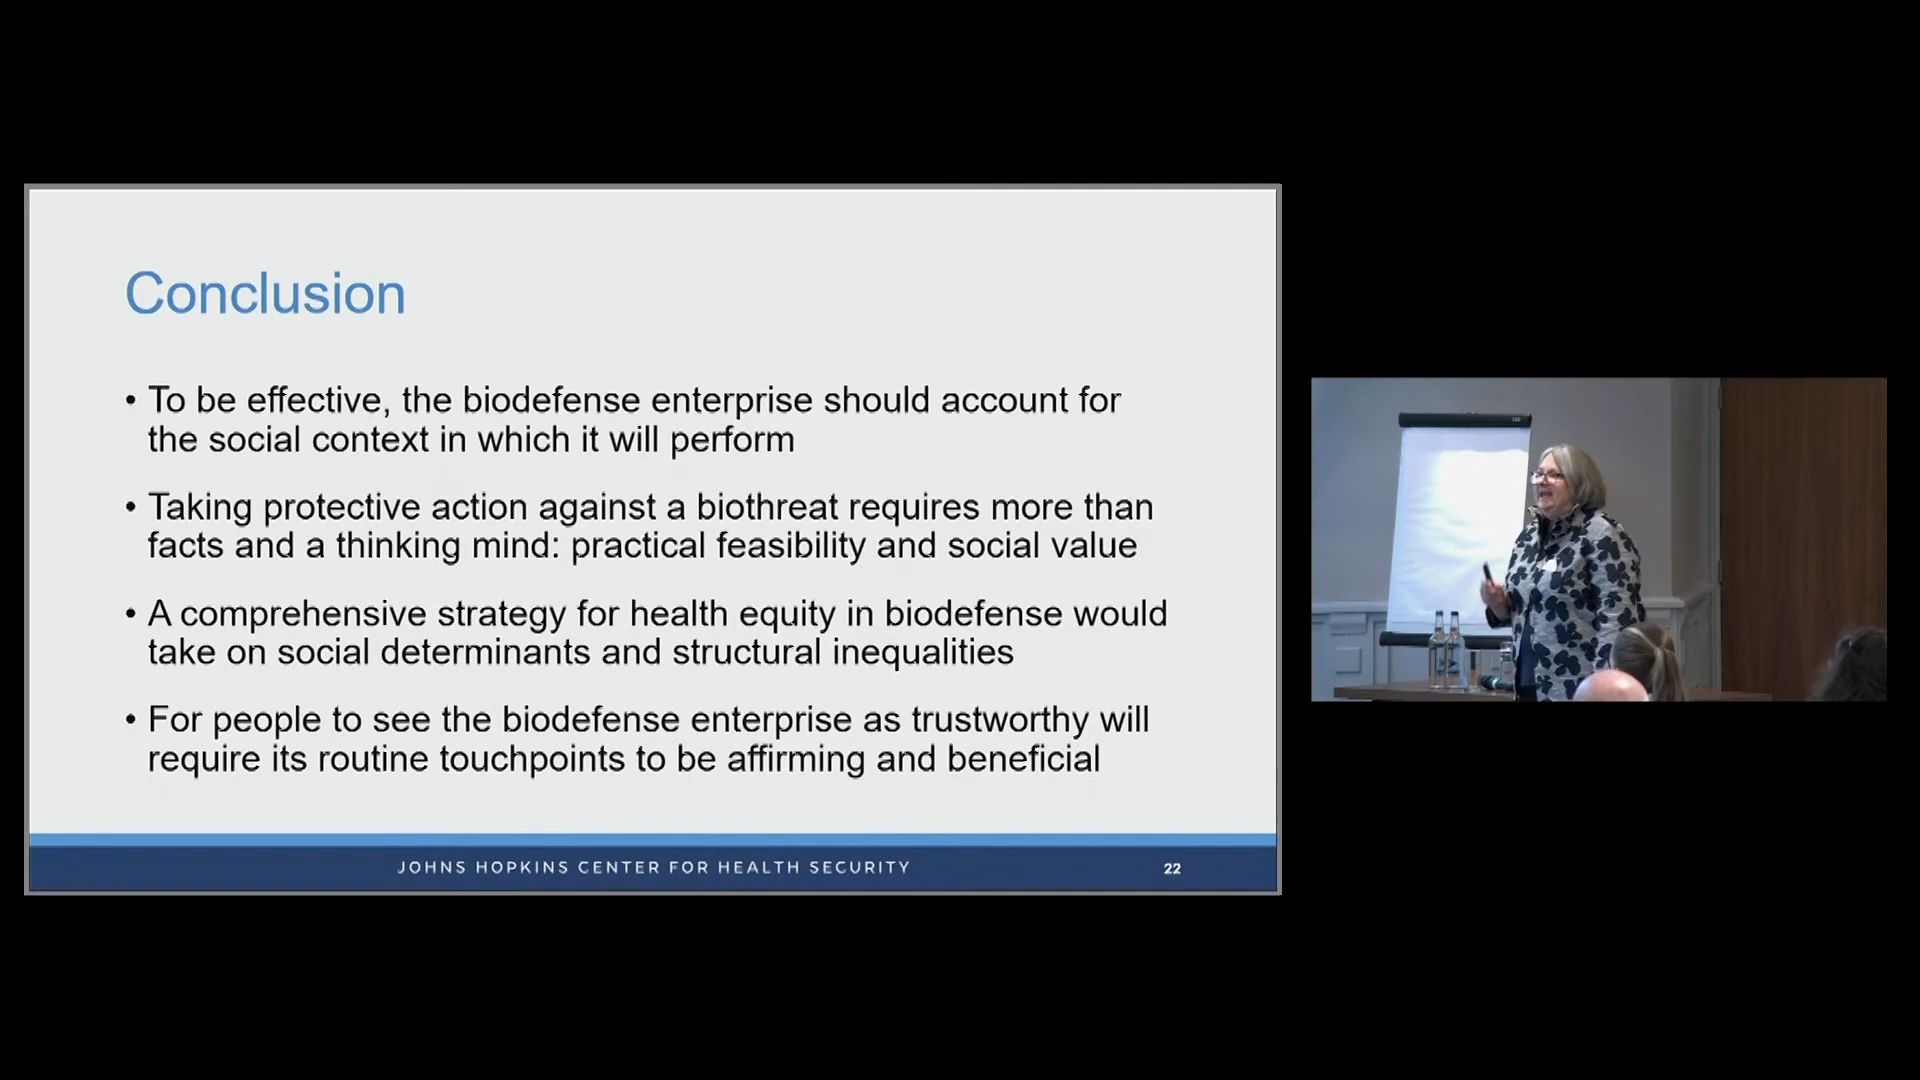 Conclusion
• To be effective, the biodefense enterprise should account for
the social context in which it will perform
• Taking protective action against a biothreat requires more than
facts and a thinking mind: practical feasibility and social value
• A comprehensive strategy for health equity in biodefense would
take on social determinants and structural inequalities
• For people to see the biodefense enterprise as trustworthy will
require its routine touchpoints to be affirming and beneficial
JOHNS HOPKINS CENTER FOR HEALTH SECURITY
22